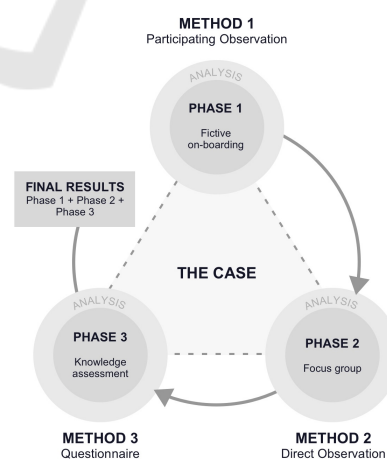 METHOD 1
Participating Observation
ANALYSIS
PHASE 1
Fictive
on-boarding
FINAL RESULTS
Phase 1 + Phase 2 +
Phase 3
THE CASE
ANALYSIS
PHASE 3
Knowledge
assessment
ANALYSIS
PHASE 2
Focus group
METHOD 3
Questionnaire
METHOD 2
Direct Observation